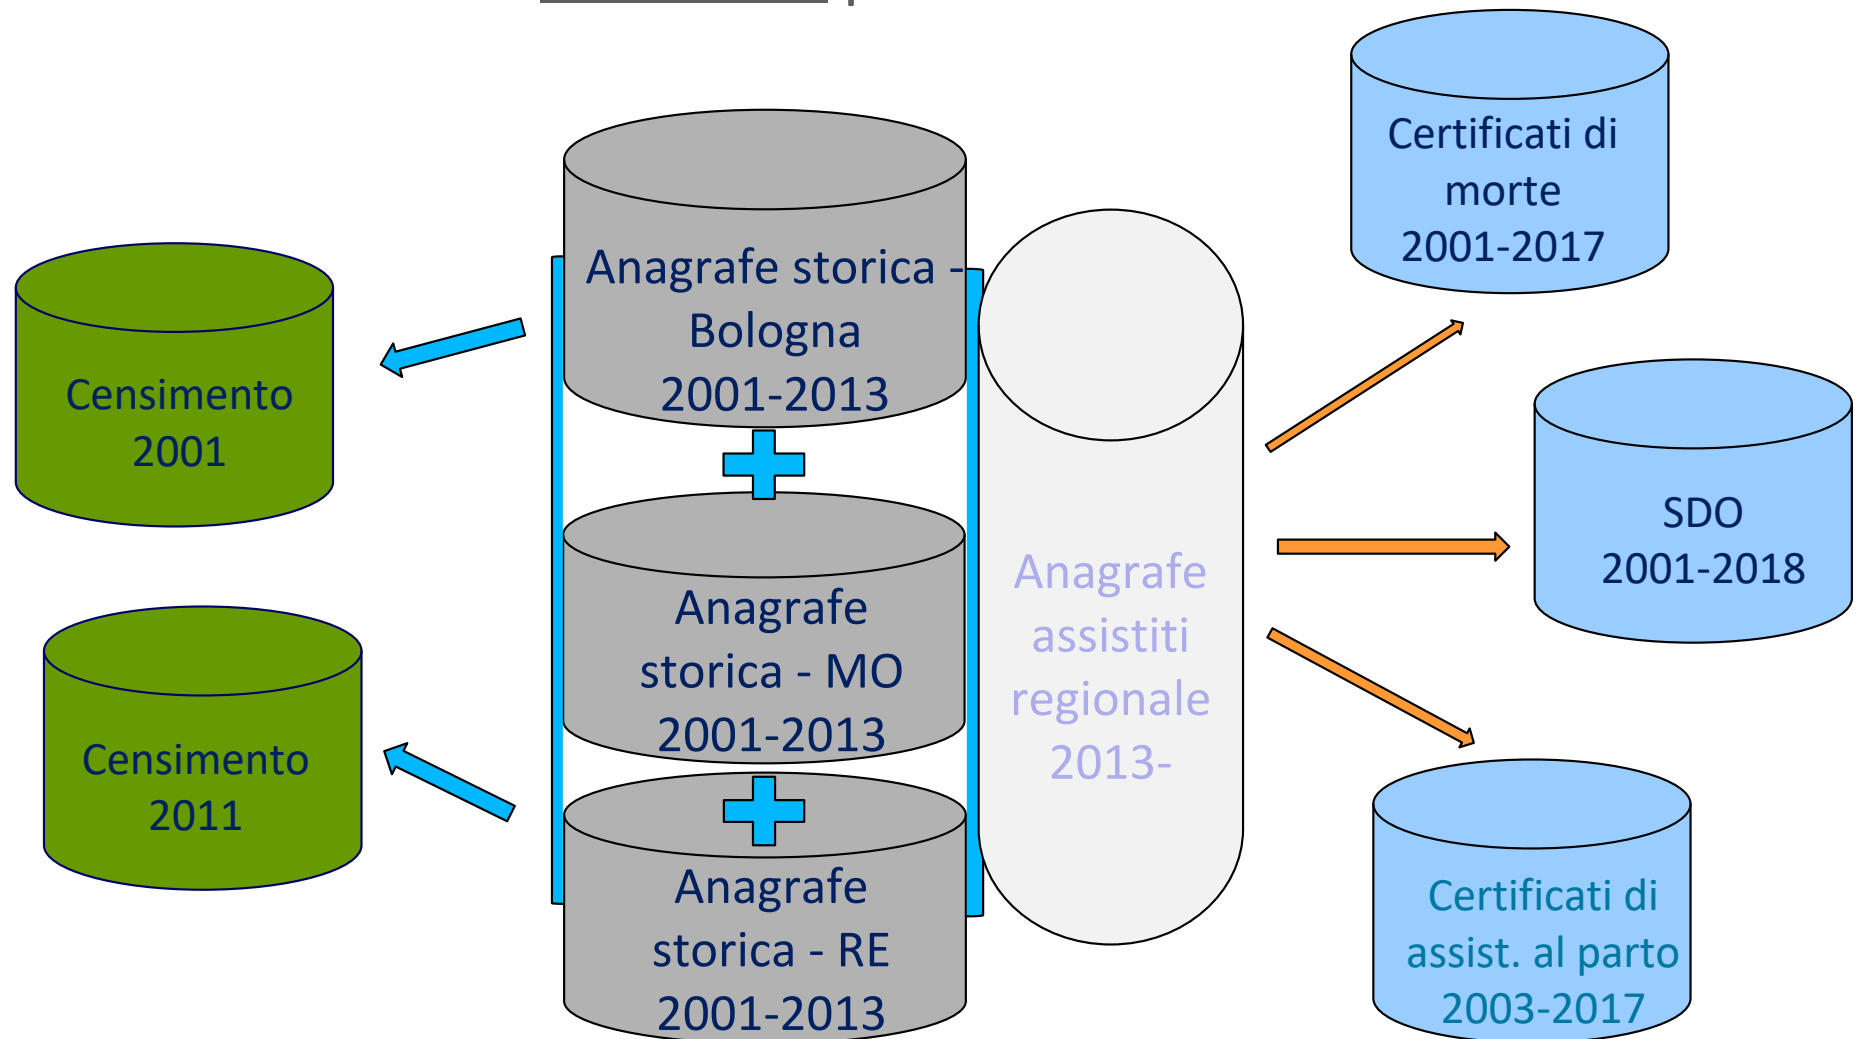 Censimento
2001
Censimento
2011
Anagrafe storica -
Bologna
2001-2013
Anagrafe
storica - MO
2001-2013
Anagrafe
storica - RE
2001-2013
Anagrafe
assistiti
regionale
2013-
Certificati di
morte
2001-2017
SDO
2001-2018
Certificati di
assist. al parto
2003-2017